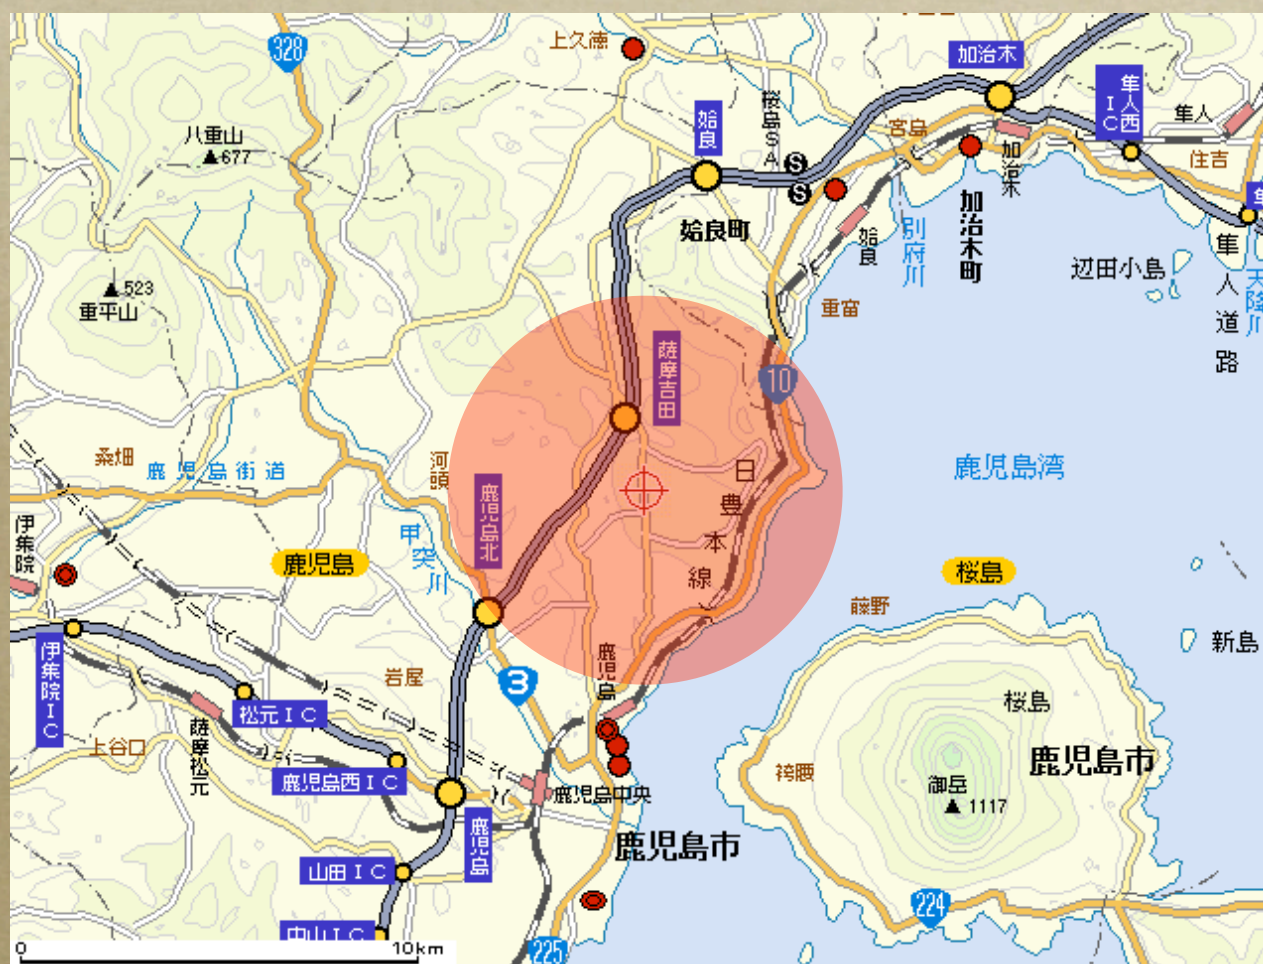 328
上久徳
加治木
隼人西IC
隼人
住吉
桜島SA
姶良
宮島
加治木
八重山
▲677
S
S
姶良町
姶良
別府川
加治木町
辺田小島
隼人道路
天降川
▲523
重平山
重富
薩摩吉田
10
桑畑
鹿児島街道
河頭
鹿児島北
日豊本線
鹿児島湾
伊集院
甲突川
鹿児島
桜島
藤野
新島
伊集院IC
岩屋
3
鹿児島
松元IC
上谷口
薩摩松元
鹿児島西IC
鹿児島中央
桜島
鹿児島市
袴腰
御岳
▲1117
鹿児島
鹿児島市
山田IC
224
中山IC
225
0
10km